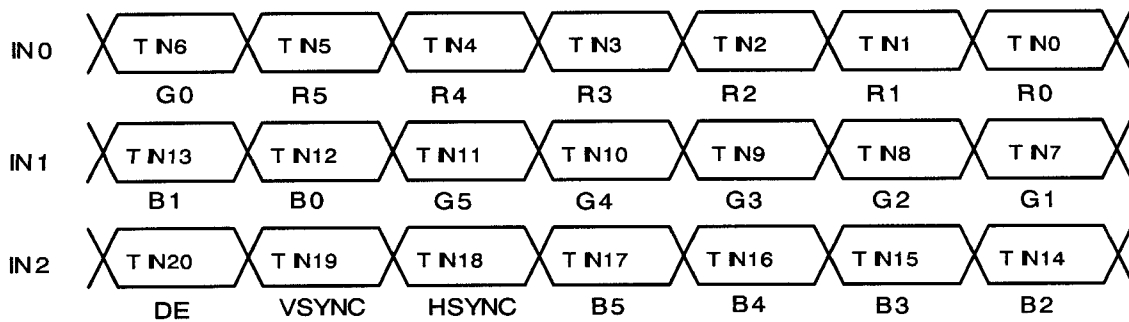 IN0 TIN6 TIN5 TIN4 TIN3 TIN2 TIN1 TIN0
G0 R5 R4 R3 R2 R1 R0
IN1 TIN13 TIN12 TIN11 TIN10 TIN9 TIN8 TIN7
B1 B0 G5 G4 G3 G2 G1
IN2 TIN20 TIN19 TIN18 TIN17 TIN16 TIN15 TIN14
DE VSYNC HSYNC B5 B4 B3 B2